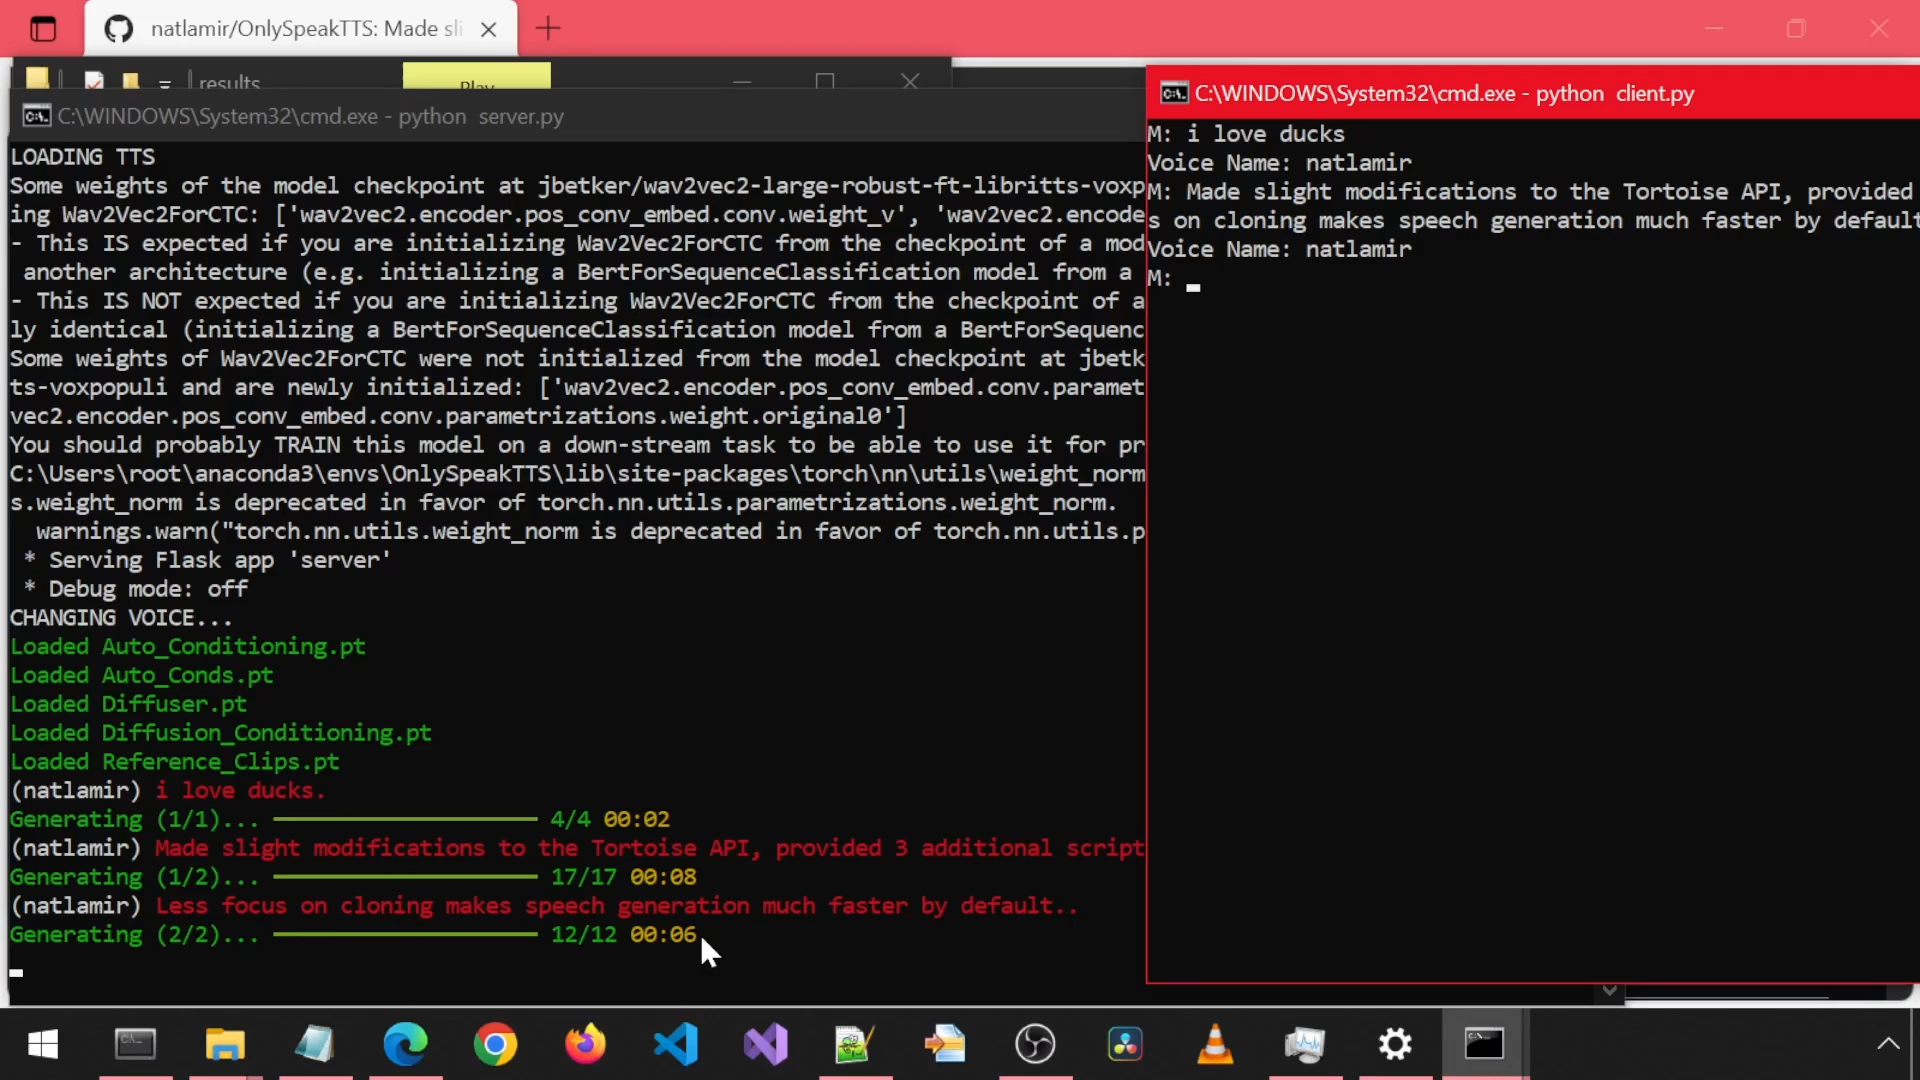 natlamir/OnlySpeakTTS: Made sli
results
Play
C:\WINDOWS\System32\cmd.exe - python server.py
LOADING TTS
Some weights of the model checkpoint at jbetker/wav2vec2-large-robust-ft-libritts-voxp
ing Wav2Vec2ForCTC: ['wav2vec2.encoder.pos_conv_embed.conv.weight_v', 'wav2vec2.encode
- This IS expected if you are initializing Wav2Vec2ForCTC from the checkpoint of a mod
another architecture (e.g. initializing a BertForSequenceClassification model from a
- This IS NOT expected if you are initializing Wav2Vec2ForCTC from the checkpoint of a
ly identical (initializing a BertForSequenceClassification model from a BertForSequenc
Some weights of Wav2Vec2ForCTC were not initialized from the model checkpoint at jbetk
ts-voxpopuli and are newly initialized: ['wav2vec2.encoder.pos_conv_embed.conv.paramet
vec2.encoder.pos_conv_embed.conv.parametrizations.weight.original0']
You should probably TRAIN this model on a down-stream task to be able to use it for pr
C:\Users\root\anaconda3\envs\OnlySpeakTTS\lib\site-packages\torch\nn\utils\weight_norm
s.weight_norm is deprecated in favor of torch.nn.utils.parametrizations.weight_norm.
warnings.warn("torch.nn.utils.weight_norm is deprecated in favor of torch.nn.utils.p
* Serving Flask app 'server'
* Debug mode: off
CHANGING VOICE...
Loaded Auto_Conditioning.pt
Loaded Auto_Conds.pt
Loaded Diffuser.pt
Loaded Diffusion_Conditioning.pt
Loaded Reference_Clips.pt
(natlamir) i love ducks.
Generating (1/1)... 4/4 00:02
(natlamir) Made slight modifications to the Tortoise API, provided 3 additional script
Generating (1/2)... 17/17 00:08
(natlamir) Less focus on cloning makes speech generation much faster by default..
Generating (2/2)... 12/12 00:06
C:\WINDOWS\System32\cmd.exe - python client.py
M: i love ducks
Voice Name: natlamir
M: Made slight modifications to the Tortoise API, provided
s on cloning makes speech generation much faster by default
Voice Name: natlamir
M: